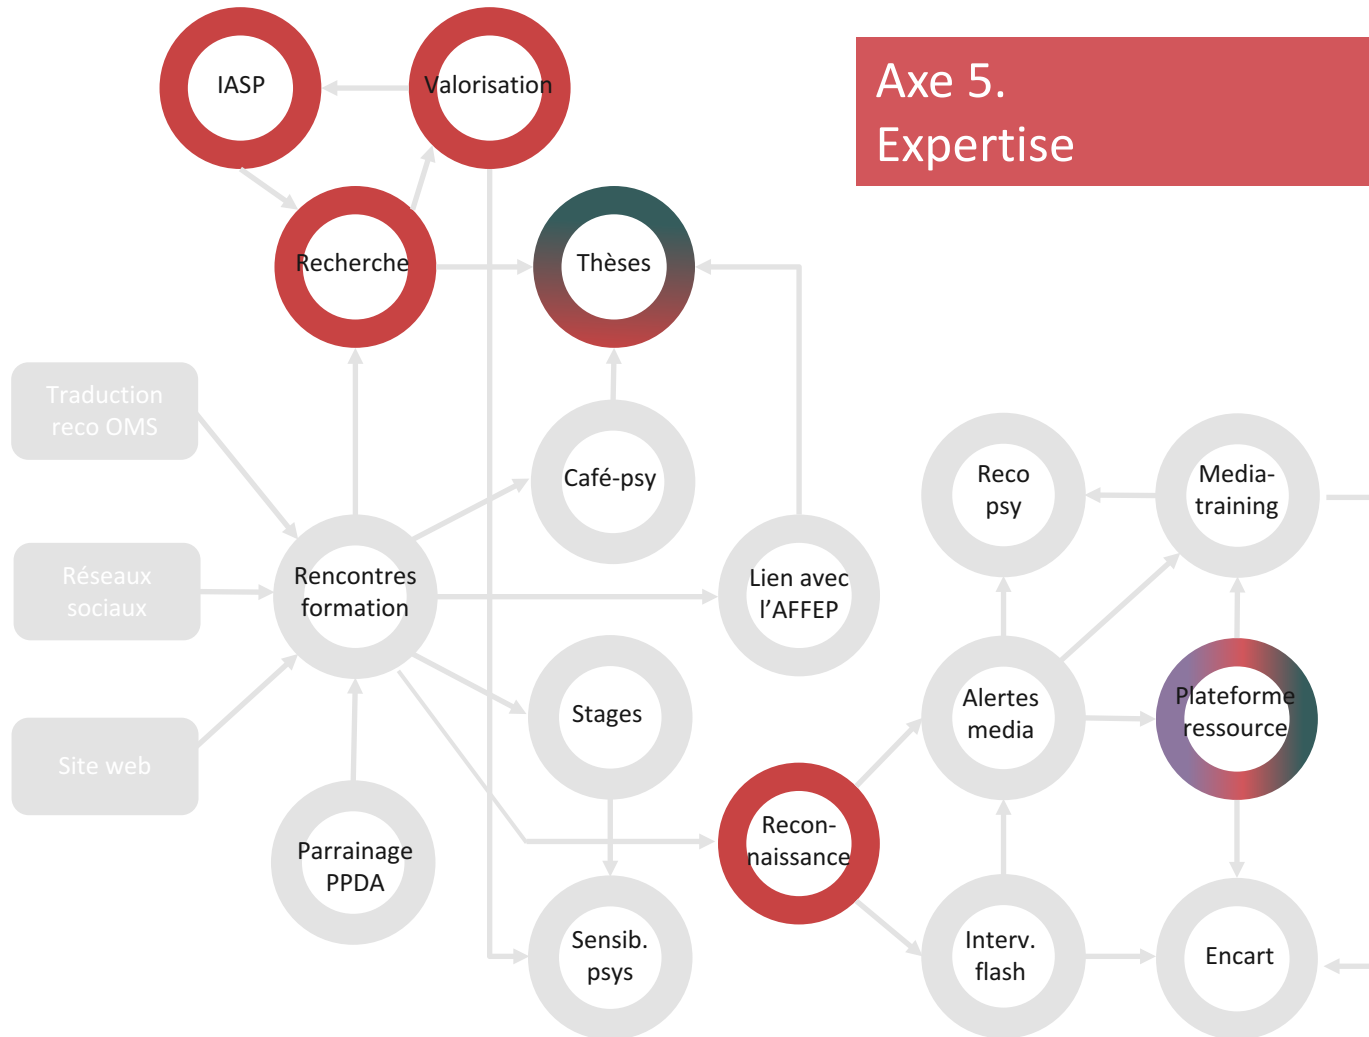 Axe 5.
Expertise
IASP
Valorisation
Recherche
Thèses
Traduction
reco OMS
Café-psy
Reco
psy
Media-
training
Réseaux
sociaux
Rencontres
formation
Lien avec
l'AFFEP
Site web
Stages
Alertes
media
Plateforme
ressource
Parrainage
PPDA
Recon-
naissance
Sensib.
psys
Interv.
flash
Encart